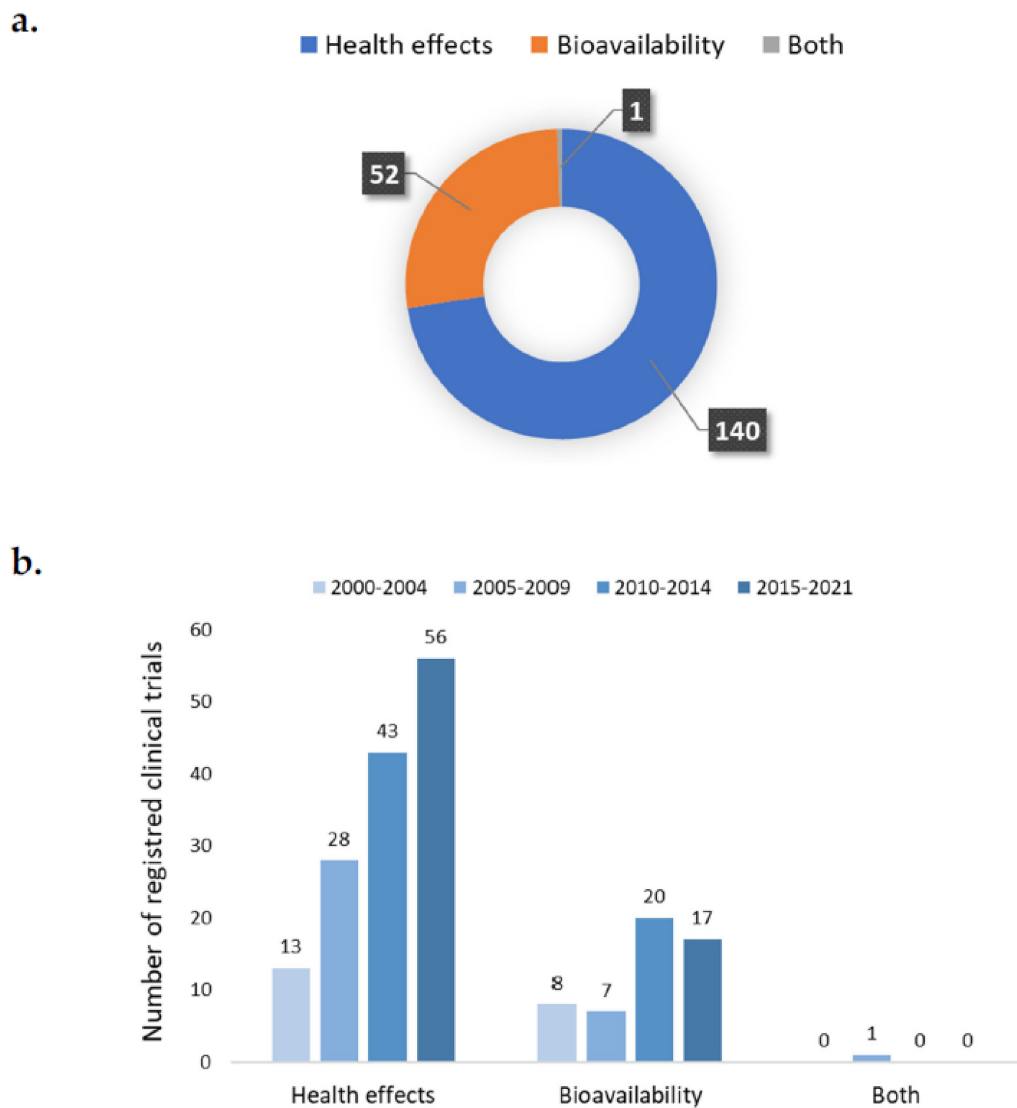 a.
Health effects Bioavailability Both
1
52
140
b.
2000-2004 2005-2009 2010-2014 2015-2021
Number of registred clinical trials
60
50
40
30
20
10
0
13 28 43 56
8 7 20 17
0 1 0 0
Health effects Bioavailability Both